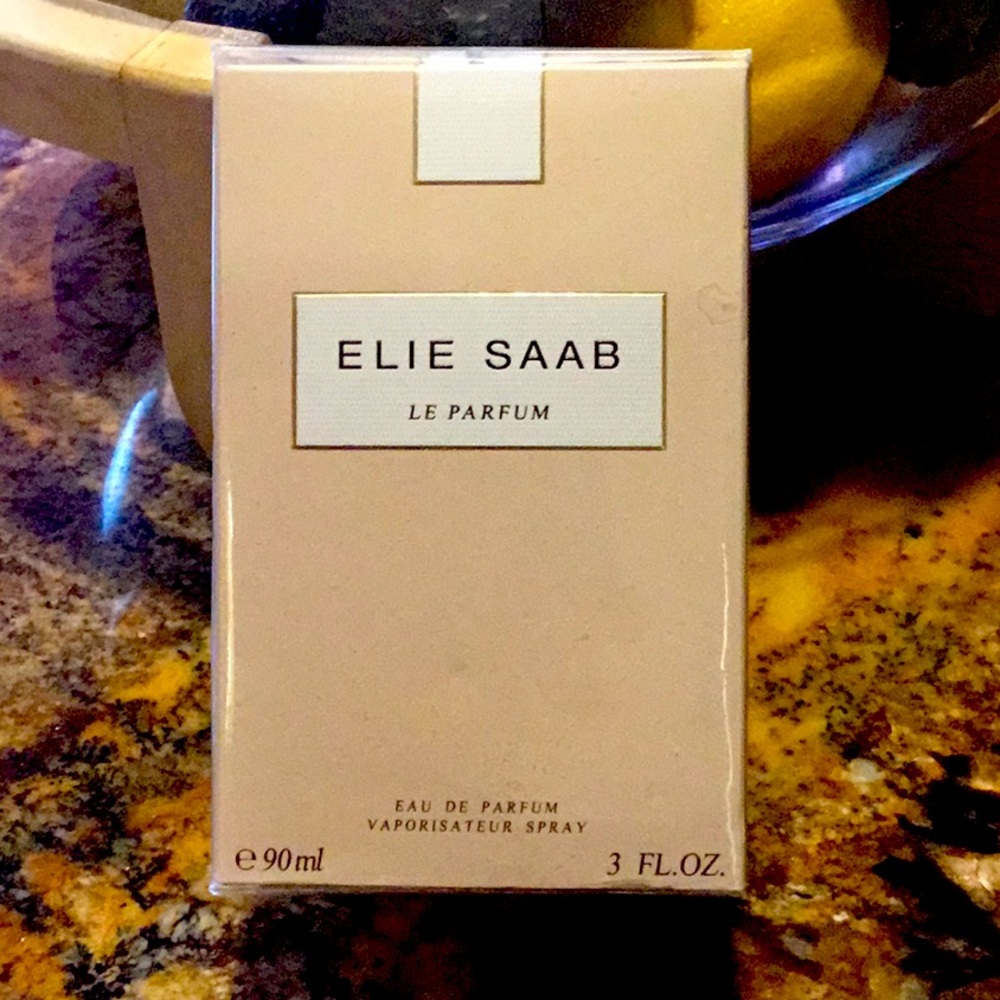 ELIE SAAB
LE PARFUM
EAU DE PARFUM
VAPORISATEUR SPRAY
℮ 90 ml 3 FL.OZ.